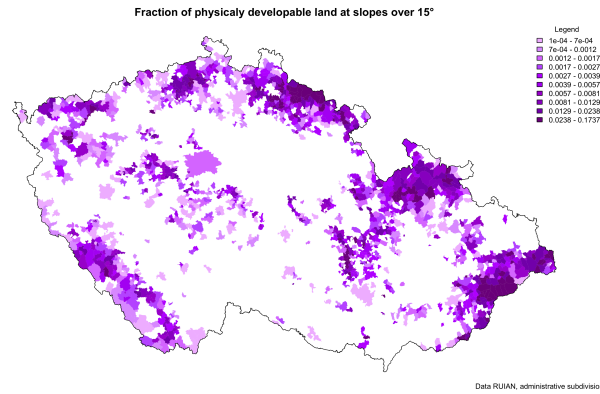 Fraction of physicaly developable land at slopes over 15°
Legend
1e-04 - 7e-04
7e-04 - 0.0012
0.0012 - 0.0017
0.0017 - 0.0027
0.0027 - 0.0039
0.0039 - 0.0057
0.0057 - 0.0081
0.0081 - 0.0129
0.0129 - 0.0238
0.0238 - 0.1737
Data RUIAN, administrative subdivisio